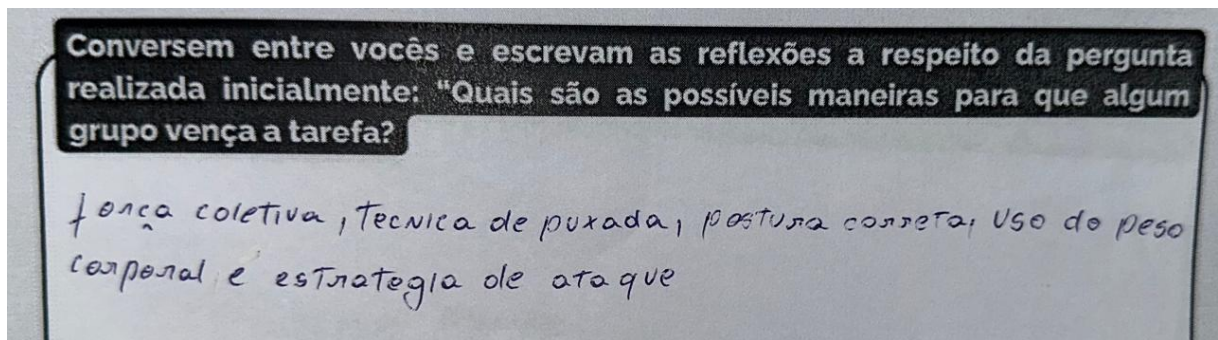 Conversem entre vocês e escrevam as reflexões a respeito da pergunta
realizada inicialmente: "Quais são as possíveis maneiras para que algum
grupo vença a tarefa?
força coletiva, Tecnica de puxada, postura correta, Uso do peso
corporal e estrategia de ataque